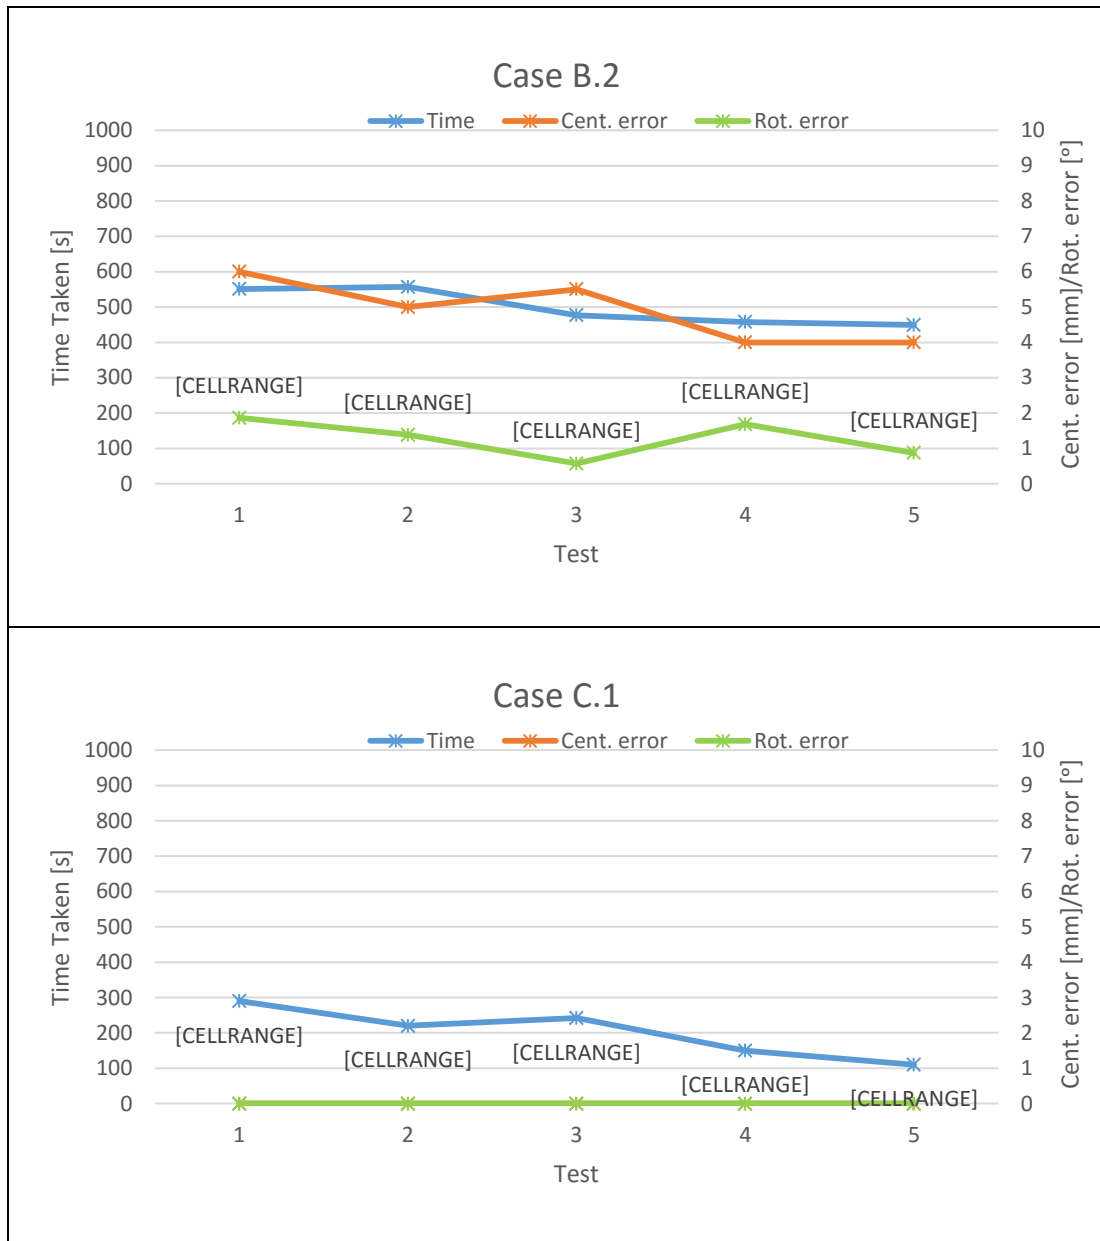 Case B.2
Time Cent. error Rot. error
1000 10
900 9
800 8
700 7
600 6
500 5
400 4
300 3
200 2
100 1
0 0
Time Taken [s]
Cent. error [mm]/Rot. error [°]
[CELLRANGE]
[CELLRANGE]
[CELLRANGE]
[CELLRANGE]
[CELLRANGE]
1 2 3 4 5
Test
Case C.1
Time Cent. error Rot. error
1000 10
900 9
800 8
700 7
600 6
500 5
400 4
300 3
200 2
100 1
0 0
Time Taken [s]
Cent. error [mm]/Rot. error [°]
[CELLRANGE]
[CELLRANGE]
[CELLRANGE]
[CELLRANGE]
[CELLRANGE]
1 2 3 4 5
Test